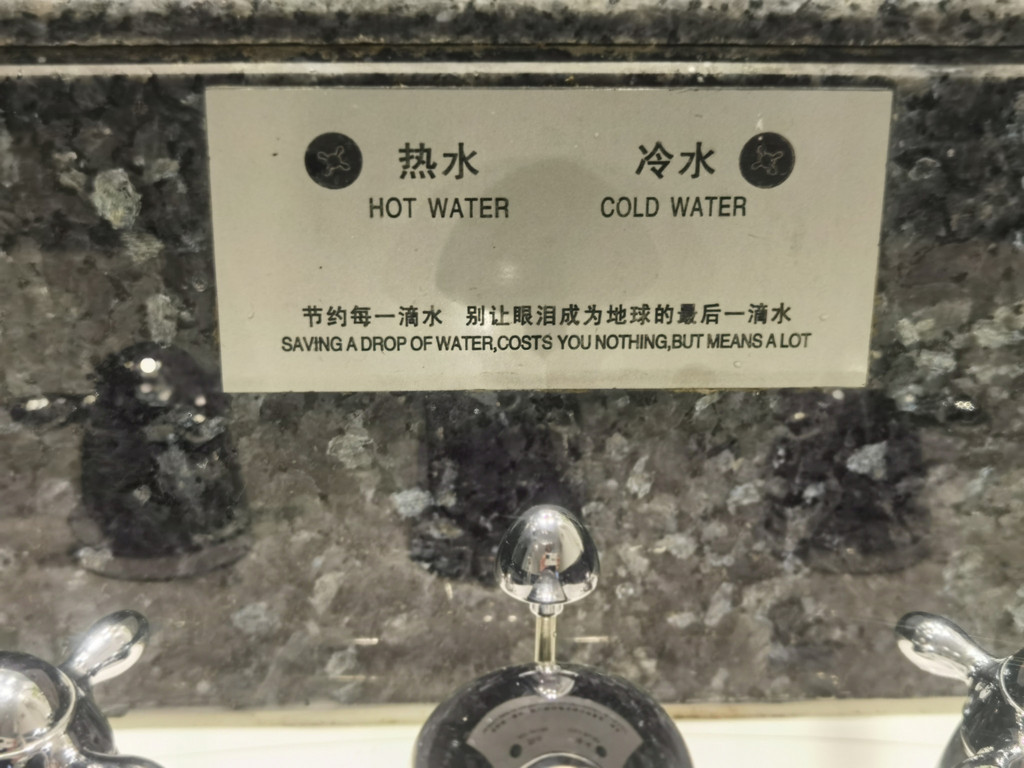 热水 冷水
HOT WATER COLD WATER
节约每一滴水 别让眼泪成为地球的最后一滴水
SAVING A DROP OF WATER,COSTS YOU NOTHING,BUT MEANS A LOT